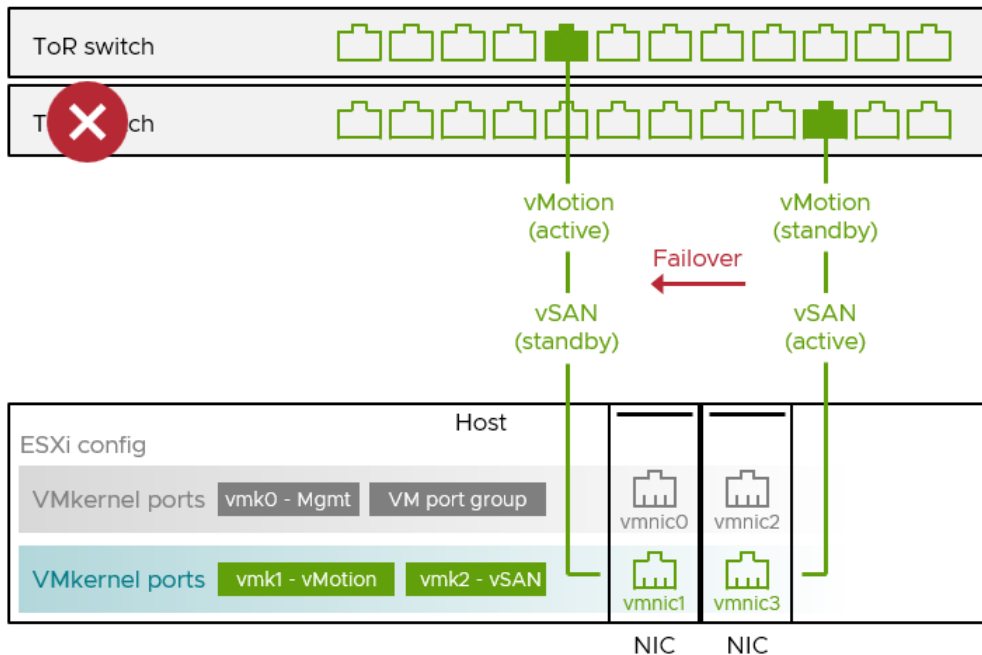 ToR switch
T ch
vMotion
(active)
vMotion
(standby)
Failover
vSAN
(standby)
vSAN
(active)
Host
ESXi config
VMkernel ports
vmk0 - Mgmt
VM port group
vmnic0
vmnic2
VMkernel ports
vmk1 - vMotion
vmk2 - vSAN
vmnic1
vmnic3
NIC
NIC